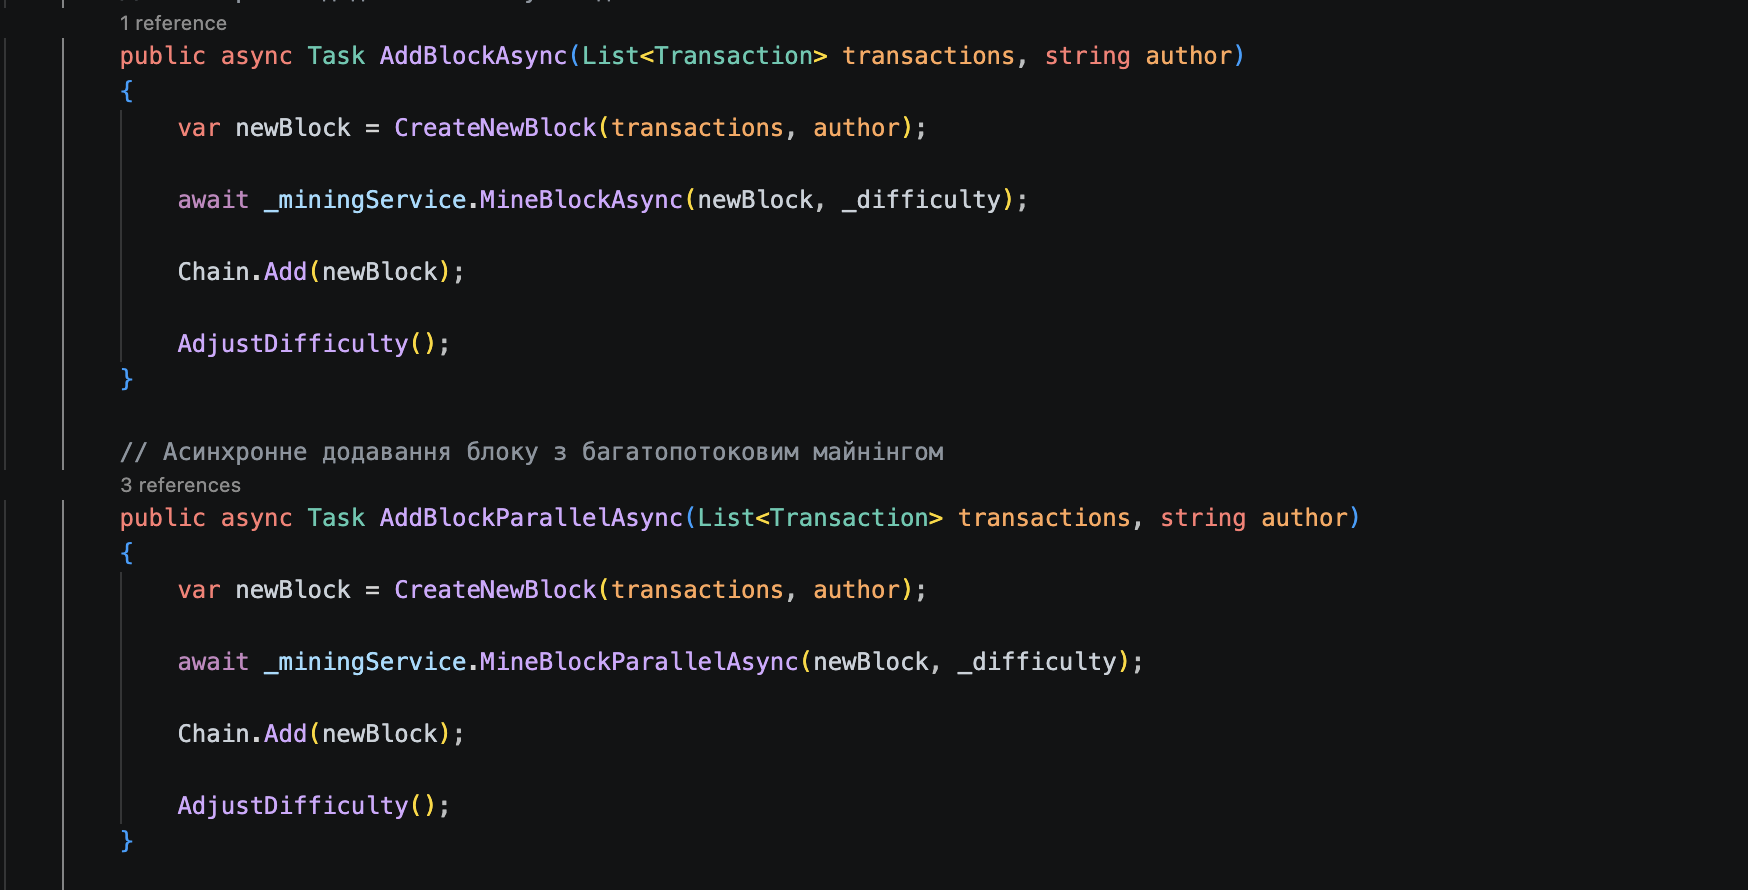 1 reference
public async Task AddBlockAsync(List<Transaction> transactions, string author)
{
var newBlock = CreateNewBlock(transactions, author);
await _miningService.MineBlockAsync(newBlock, _difficulty);
Chain.Add(newBlock);
AdjustDifficulty();
}
// Асинхронне додавання блоку з багатопотоковим майнінгом
3 references
public async Task AddBlockParallelAsync(List<Transaction> transactions, string author)
{
var newBlock = CreateNewBlock(transactions, author);
await _miningService.MineBlockParallelAsync(newBlock, _difficulty);
Chain.Add(newBlock);
AdjustDifficulty();
}